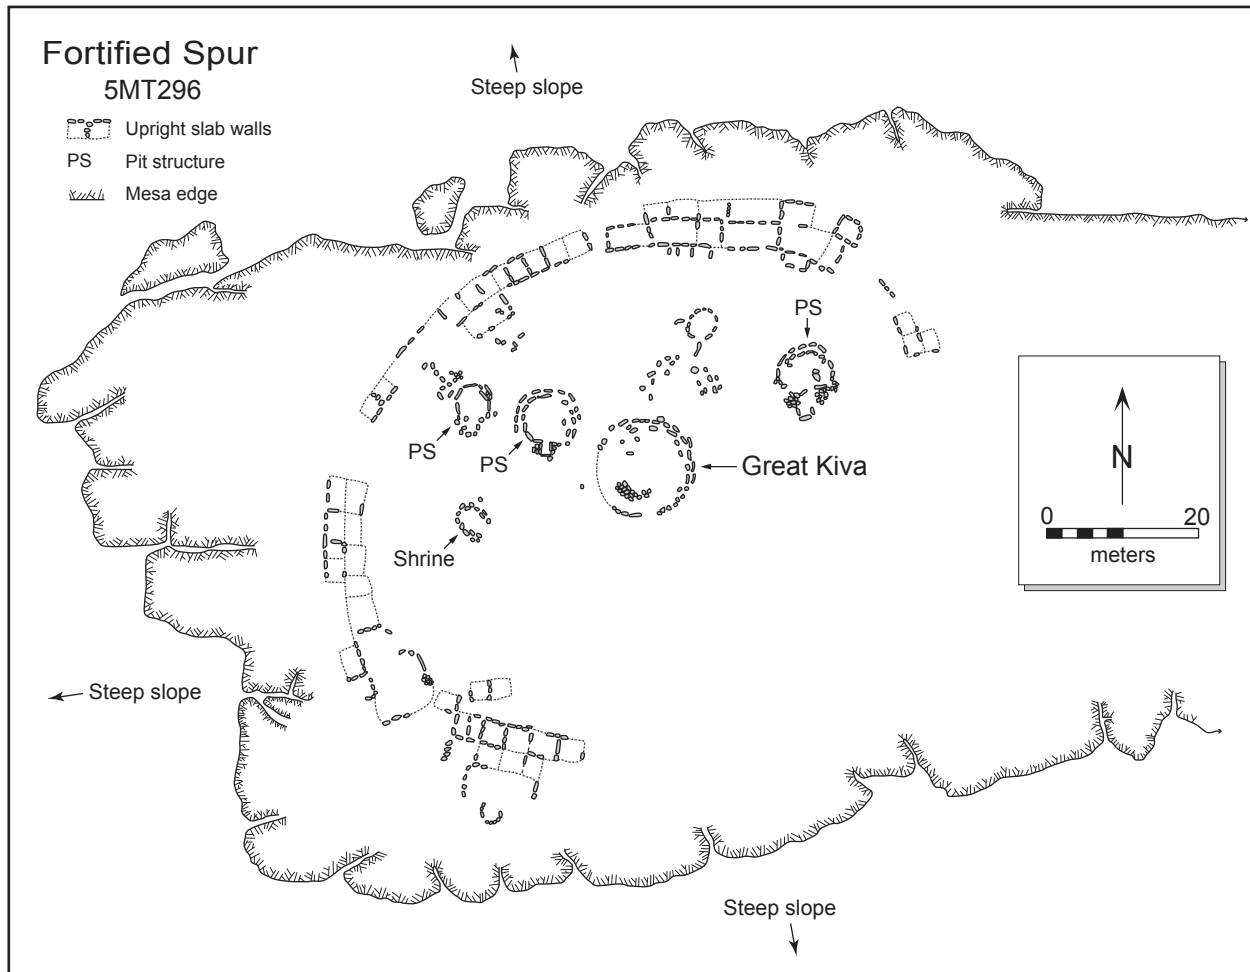 Fortified Spur
5MT296
Upright slab walls
PS Pit structure
Mesa edge
Steep slope
PS
PS
PS
Great Kiva
Shrine
N
0 20
meters
Steep slope
Steep slope